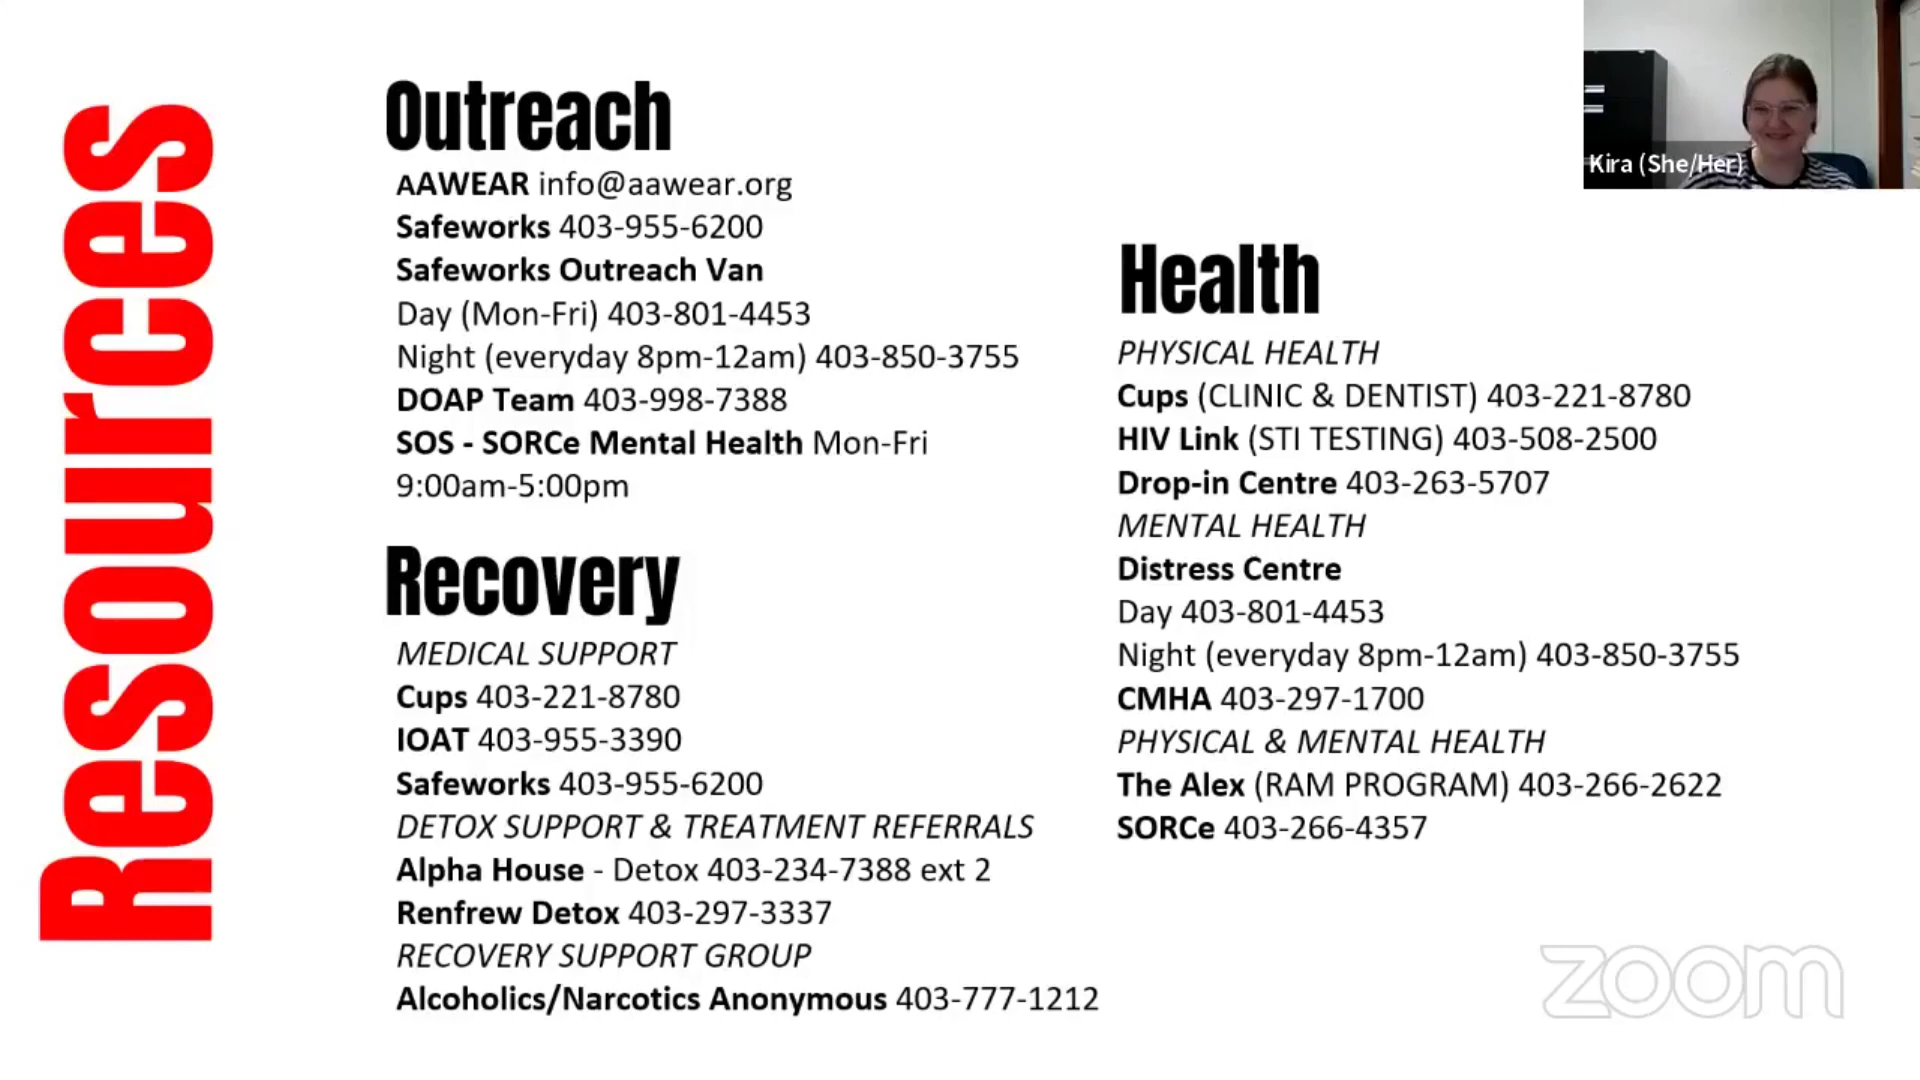 Resources
Outreach
AAWEAR info@aawear.org
Safeworks 403-955-6200
Safeworks Outreach Van
Day (Mon-Fri) 403-801-4453
Night (everyday 8pm-12am) 403-850-3755
DOAP Team 403-998-7388
SOS - SORCe Mental Health Mon-Fri
9:00am-5:00pm
Recovery
MEDICAL SUPPORT
Cups 403-221-8780
IOAT 403-955-3390
Safeworks 403-955-6200
DETOX SUPPORT & TREATMENT REFERRALS
Alpha House - Detox 403-234-7388 ext 2
Renfrew Detox 403-297-3337
RECOVERY SUPPORT GROUP
Alcoholics/Narcotics Anonymous 403-777-1212
Kira (She/Her)
Health
PHYSICAL HEALTH
Cups (CLINIC & DENTIST) 403-221-8780
HIV Link (STI TESTING) 403-508-2500
Drop-in Centre 403-263-5707
MENTAL HEALTH
Distress Centre
Day 403-801-4453
Night (everyday 8pm-12am) 403-850-3755
CMHA 403-297-1700
PHYSICAL & MENTAL HEALTH
The Alex (RAM PROGRAM) 403-266-2622
SORCe 403-266-4357
zoom